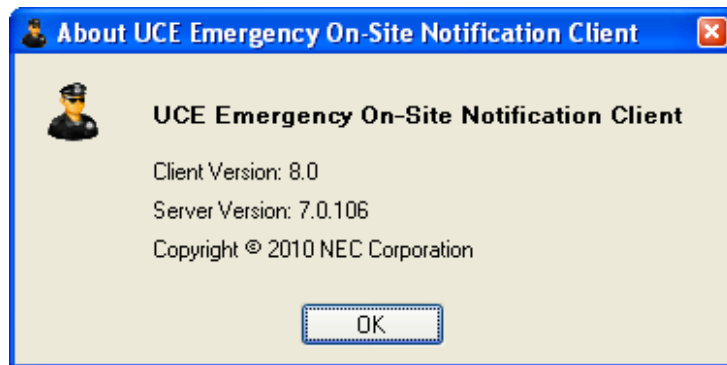 About UCE Emergency On-Site Notification Client
UCE Emergency On-Site Notification Client
Client Version: 8.0
Server Version: 7.0.106
Copyright © 2010 NEC Corporation
OK